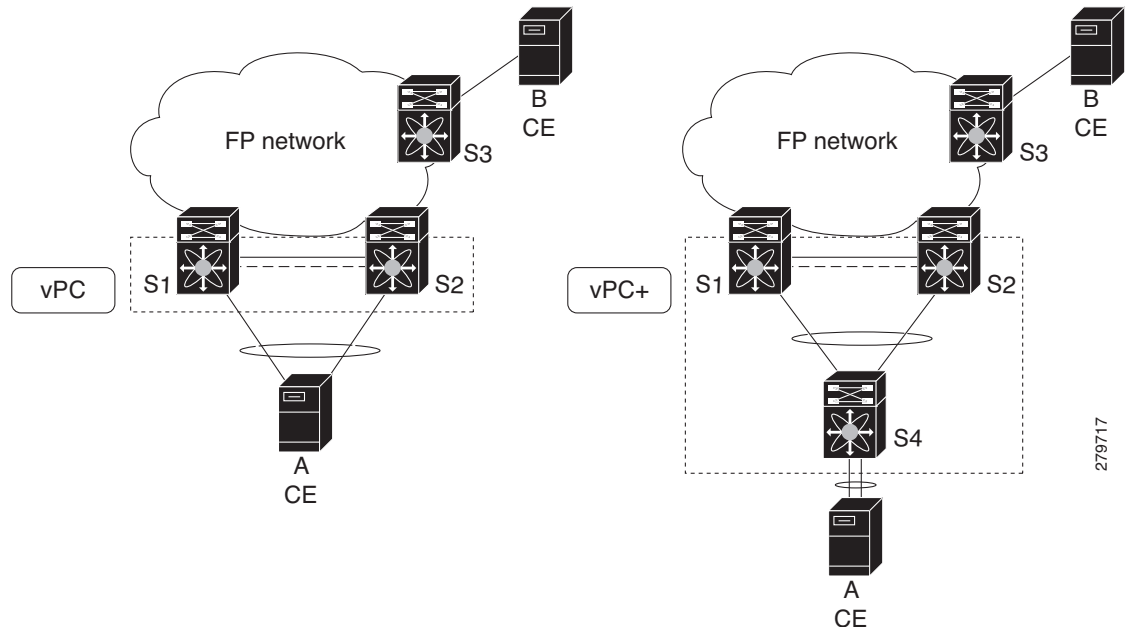 B
CE
FP network
S3
vPC
S1
S2
A
CE
B
CE
FP network
S3
vPC+
S1
S2
S4
A
CE
279717